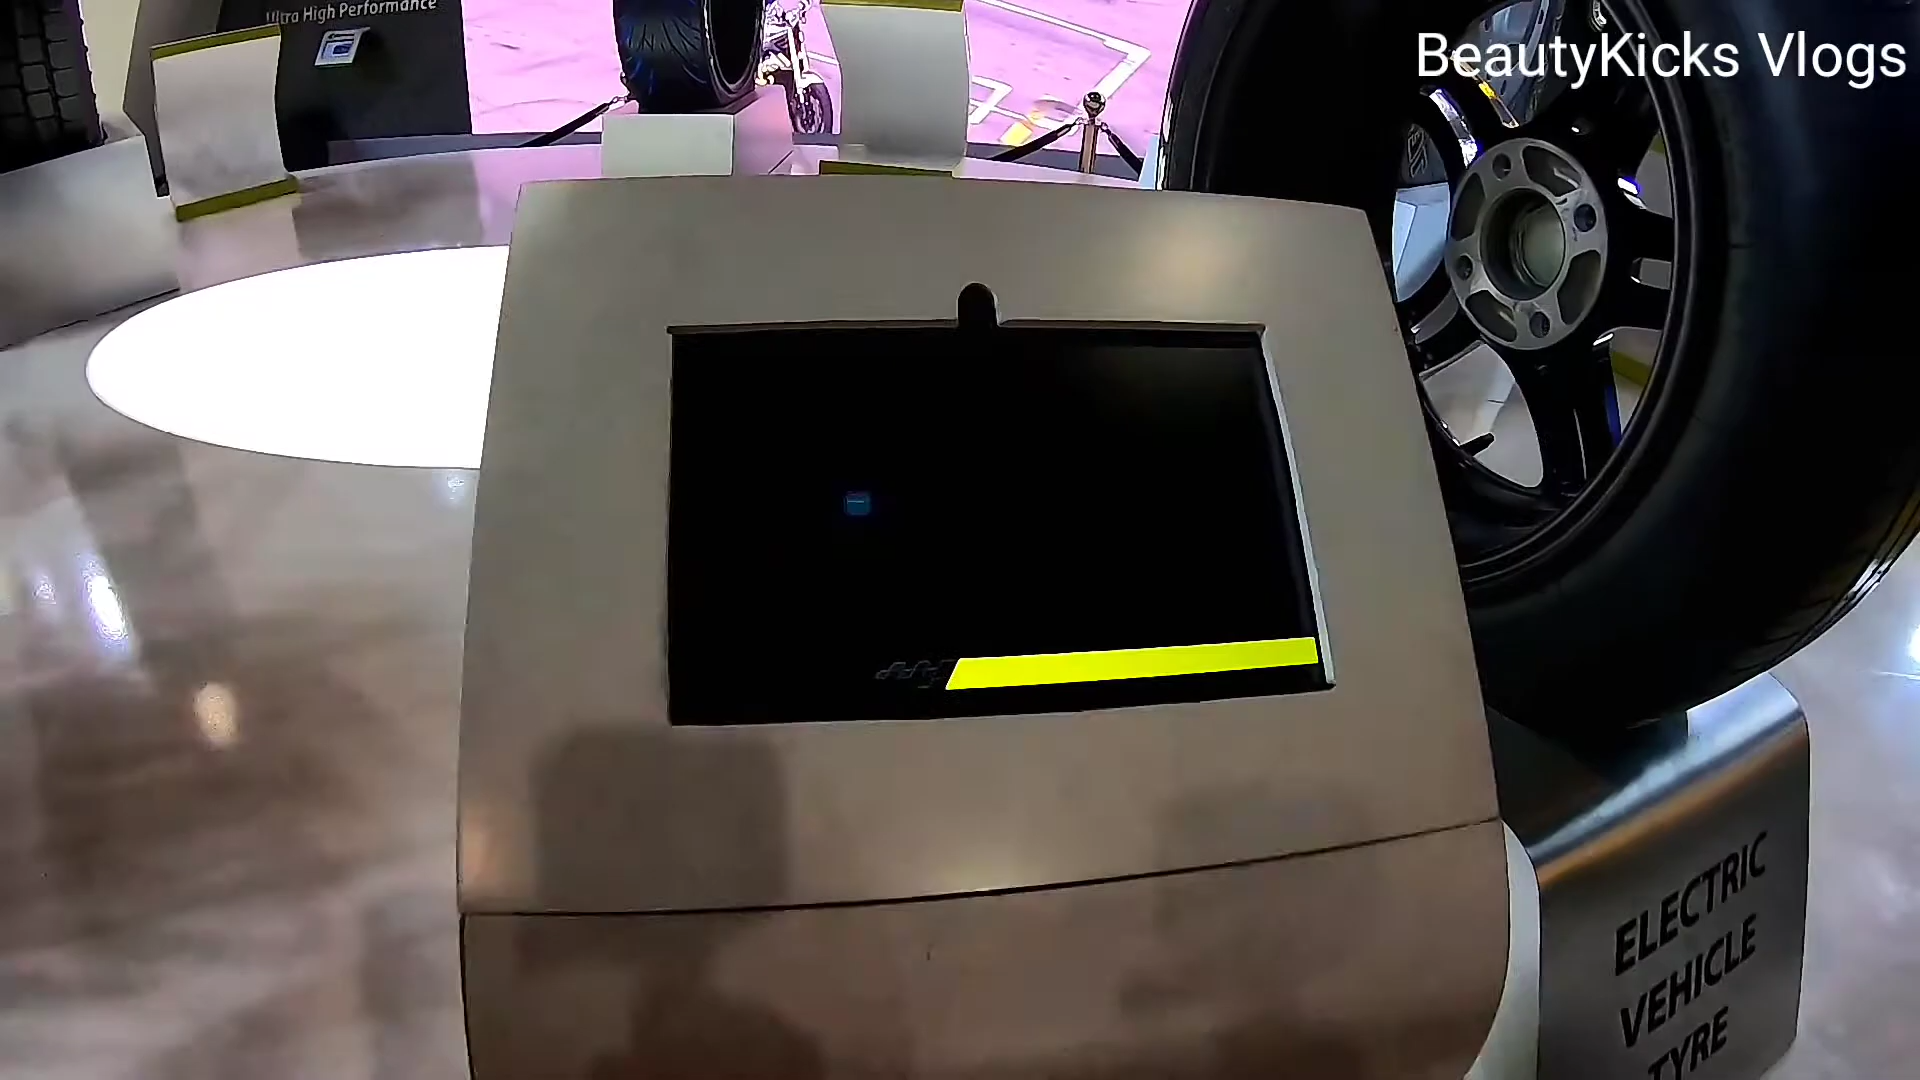 Ultra High Performance
BeautyKicks Vlogs
ELECTRIC
VEHICLE
TYRE